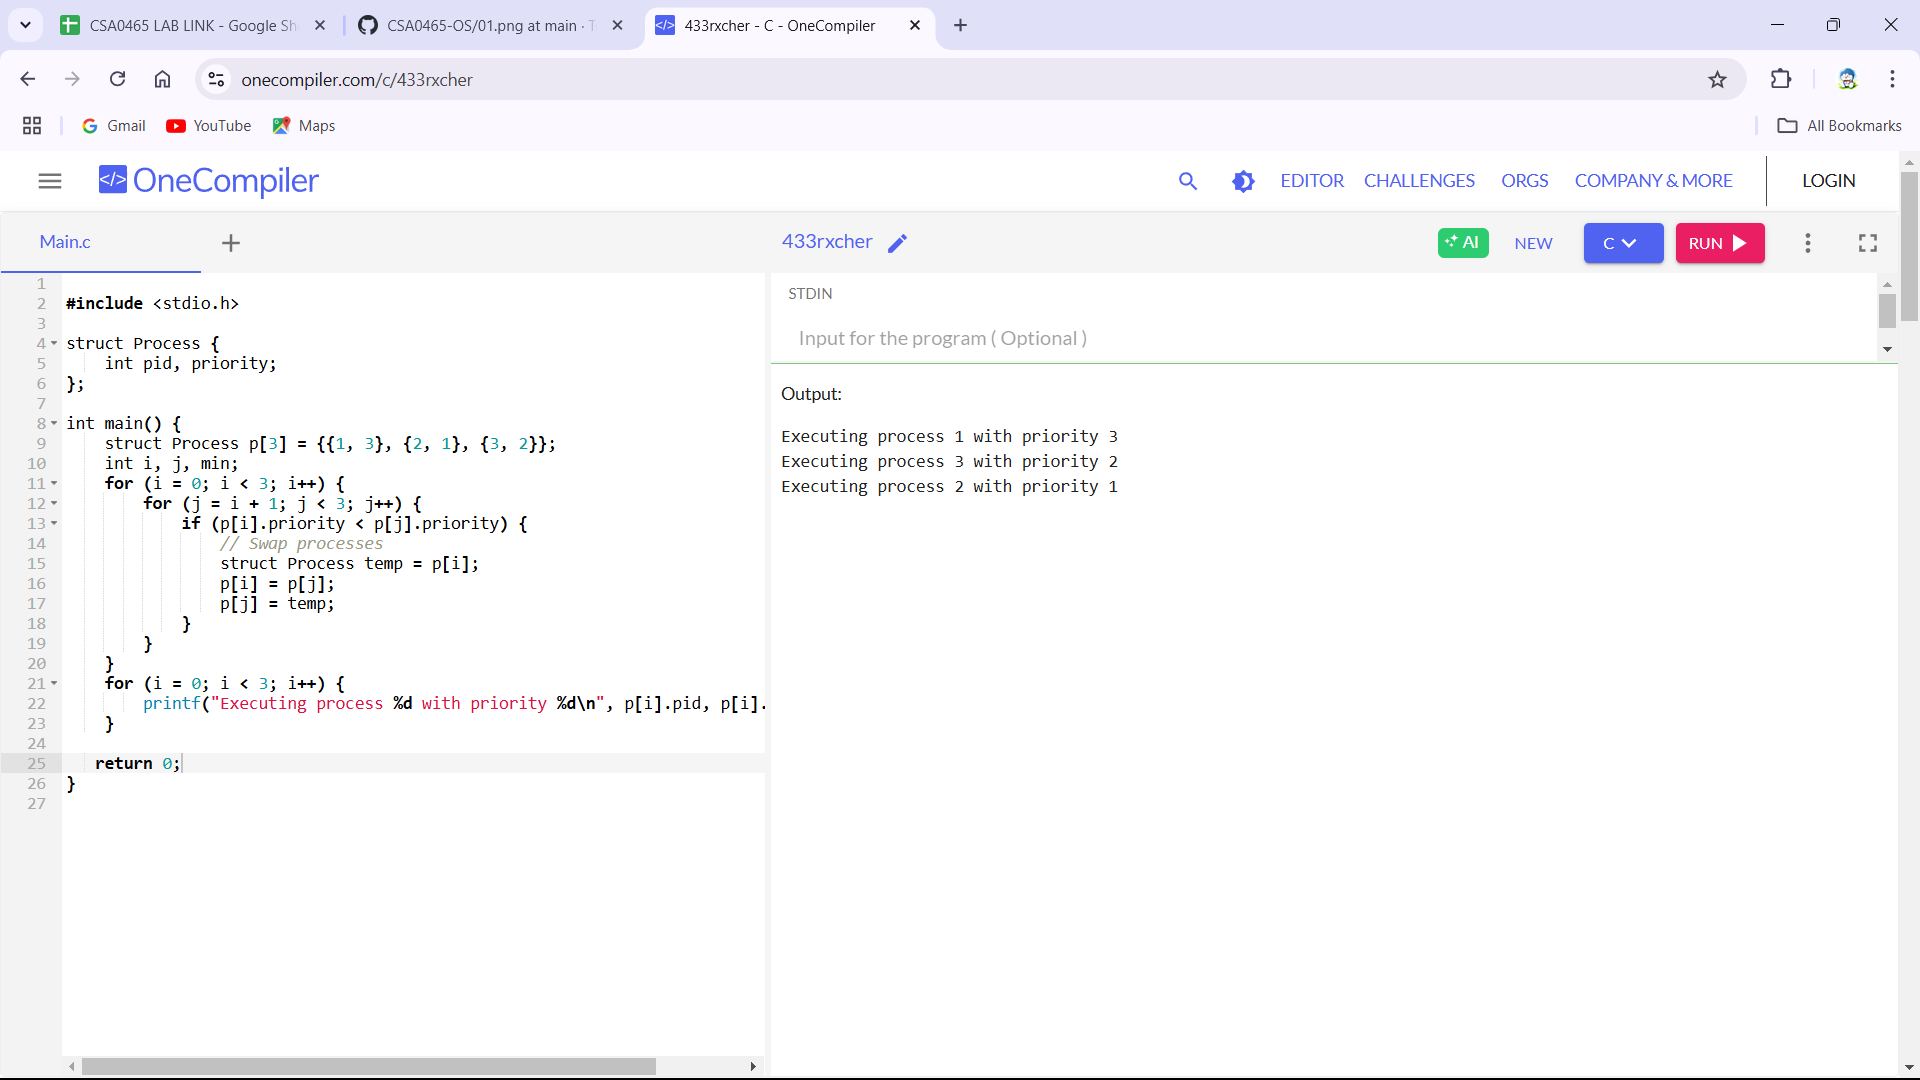 CSA0465 LAB LINK - Google Sh
CSA0465-OS/01.png at main · T
433rxcher - C - OneCompiler
onecompiler.com/c/433rxcher
Gmail
YouTube
Maps
All Bookmarks
</> OneCompiler
EDITOR
CHALLENGES
ORGS
COMPANY & MORE
LOGIN
Main.c
433rxcher
AI
NEW
C
RUN
1
2 #include <stdio.h>
3
4 struct Process {
5     int pid, priority;
6 };
7
8 int main() {
9     struct Process p[3] = {{1, 3}, {2, 1}, {3, 2}};
10     int i, j, min;
11     for (i = 0; i < 3; i++) {
12         for (j = i + 1; j < 3; j++) {
13             if (p[i].priority < p[j].priority) {
14                 // Swap processes
15                 struct Process temp = p[i];
16                 p[i] = p[j];
17                 p[j] = temp;
18             }
19         }
20     }
21     for (i = 0; i < 3; i++) {
22         printf("Executing process %d with priority %d\n", p[i].pid, p[i].
23     }
24
25    return 0;
26 }
27
STDIN
Input for the program ( Optional )
Output:
Executing process 1 with priority 3
Executing process 3 with priority 2
Executing process 2 with priority 1